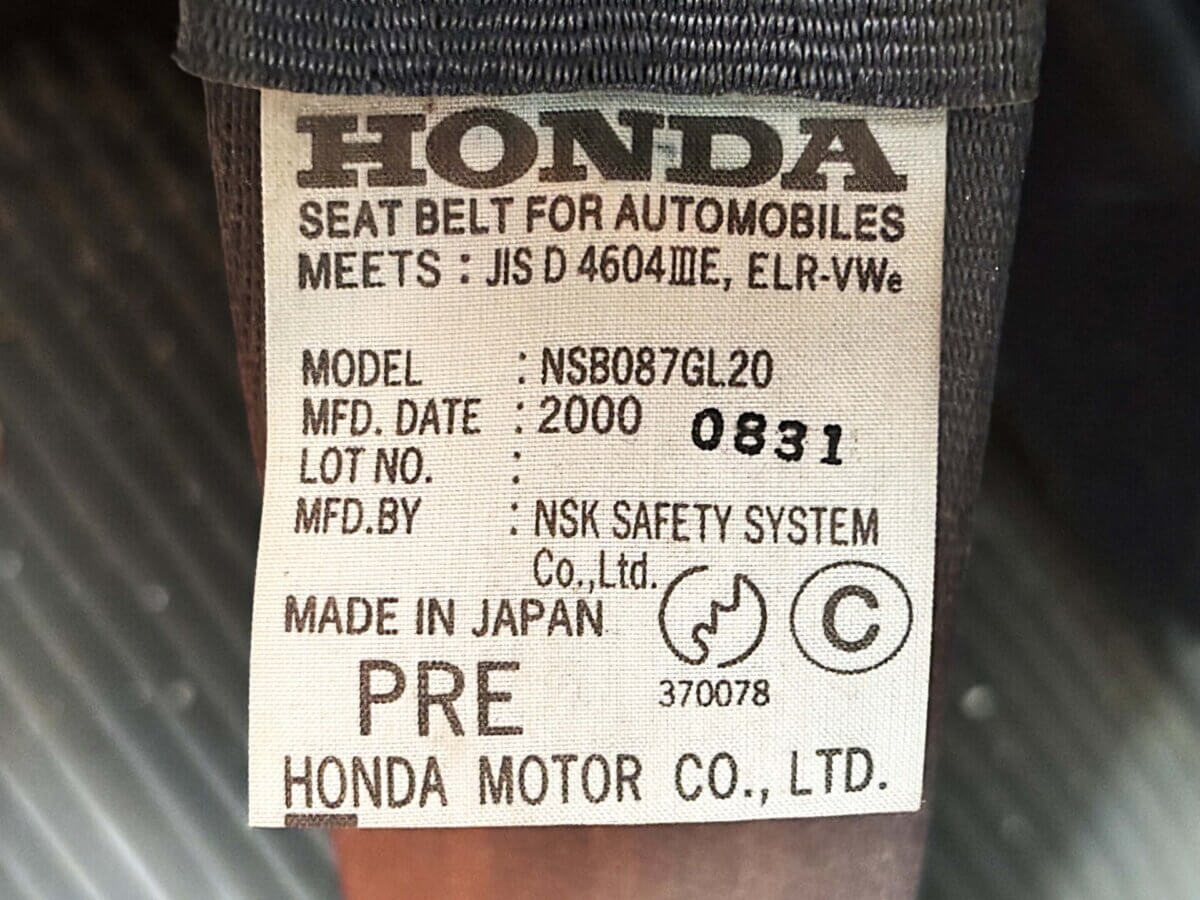 HONDA
SEAT BELT FOR AUTOMOBILES
MEETS : JIS D 4604ⅢE, ELR-VWe
MODEL : NSB087GL20
MFD. DATE : 2000 0831
LOT NO. :
MFD.BY : NSK SAFETY SYSTEM
Co.,Ltd.
MADE IN JAPAN
C
370078
PRE
HONDA MOTOR CO., LTD.